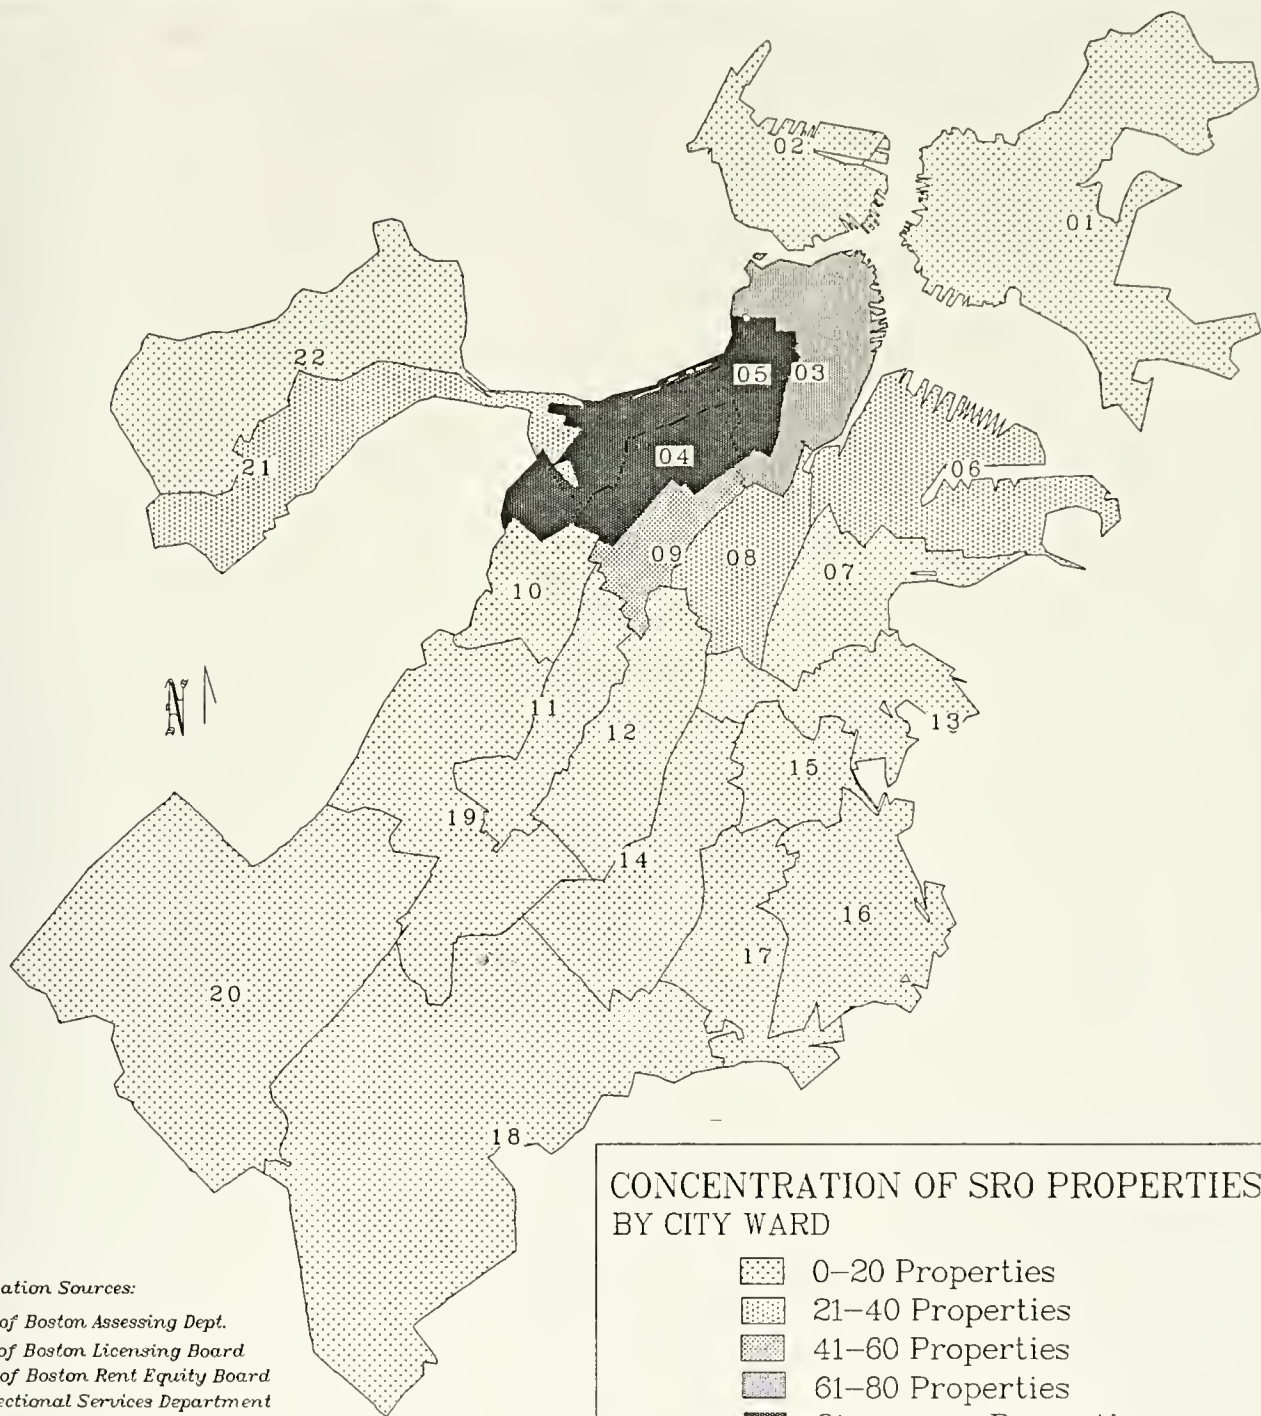 02
01
22
05
03
04
21
06
09
08
07
10
11
12
13
15
19
14
16
17
20
18
N
CONCENTRATION OF SRO PROPERTIES
BY CITY WARD
0-20 Properties
21-40 Properties
41-60 Properties
61-80 Properties
ation Sources:
of Boston Assessing Dept.
of Boston Licensing Board
of Boston Rent Equity Board
ectional Services Department